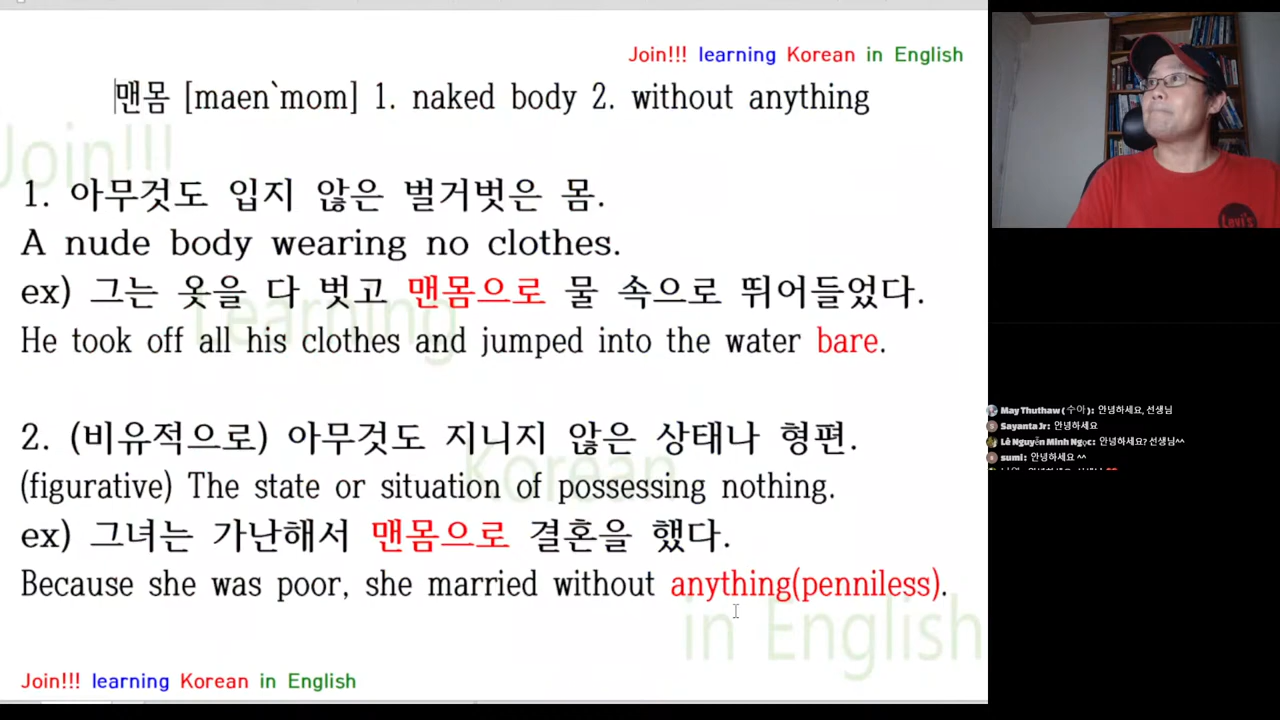 Join!!! learning Korean in English
맨몸 [maen`mom] 1. naked body 2. without anything
Join!!!
1. 아무것도 입지 않은 벌거벗은 몸.
A nude body wearing no clothes.
ex) 그는 옷을 다 벗고 맨몸으로 물 속으로 뛰어들었다.
Learning
He took off all his clothes and jumped into the water bare.
2. (비유적으로) 아무것도 지니지 않은 상태나 형편.
Korean
(figurative) The state or situation of possessing nothing.
ex) 그녀는 가난해서 맨몸으로 결혼을 했다.
Because she was poor, she married without anything(penniless).
in English
Join!!! learning Korean in English
Levi's
May Thuthaw ( 수아 ): 안녕하세요, 선생님
S Sayanta Jr: 안녕하세요
Lê Nguyễn Minh Ngọc: 안녕하세요? 선생님^^
S sumi: 안녕하세요 ^^